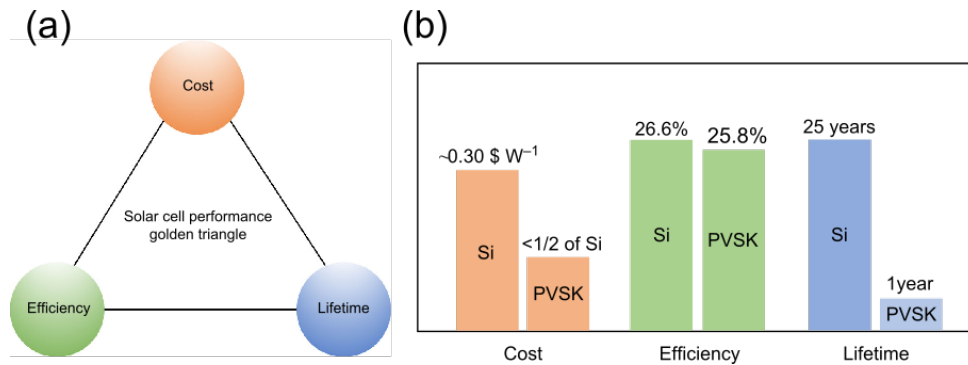 (a)
Cost
Solar cell performance
golden triangle
Efficiency
Lifetime
(b)
~0.30 $ W⁻¹
Si
<1/2 of Si
PVSK
Cost
26.6%
Si
25.8%
PVSK
Efficiency
25 years
Si
1year
PVSK
Lifetime